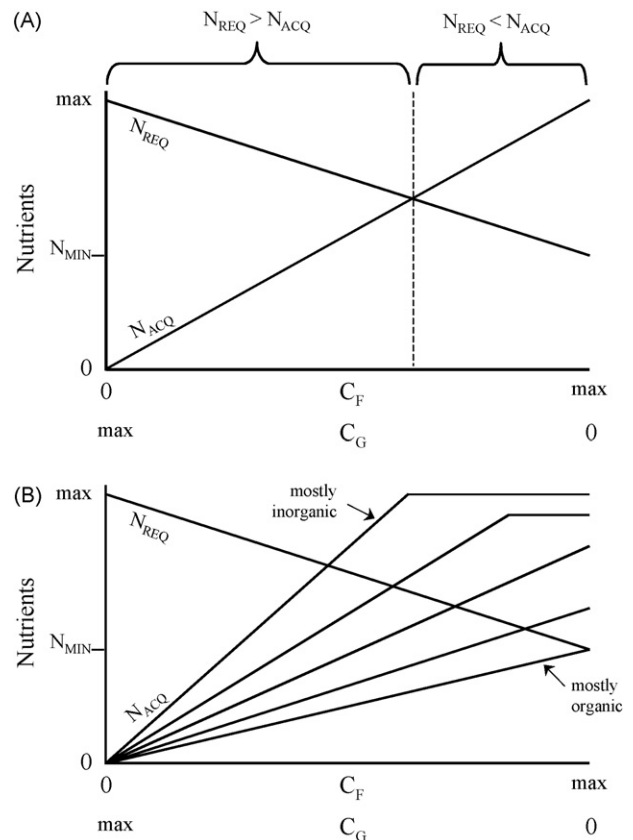 (A)
N_REQ > N_ACQ
N_REQ < N_ACQ
max
N_REQ
Nutrients
N_MIN
N_ACQ
0
0
C_F
max
max
C_G
0
(B)
max
mostly
inorganic
N_REQ
Nutrients
N_MIN
N_ACQ
mostly
organic
0
0
C_F
max
max
C_G
0